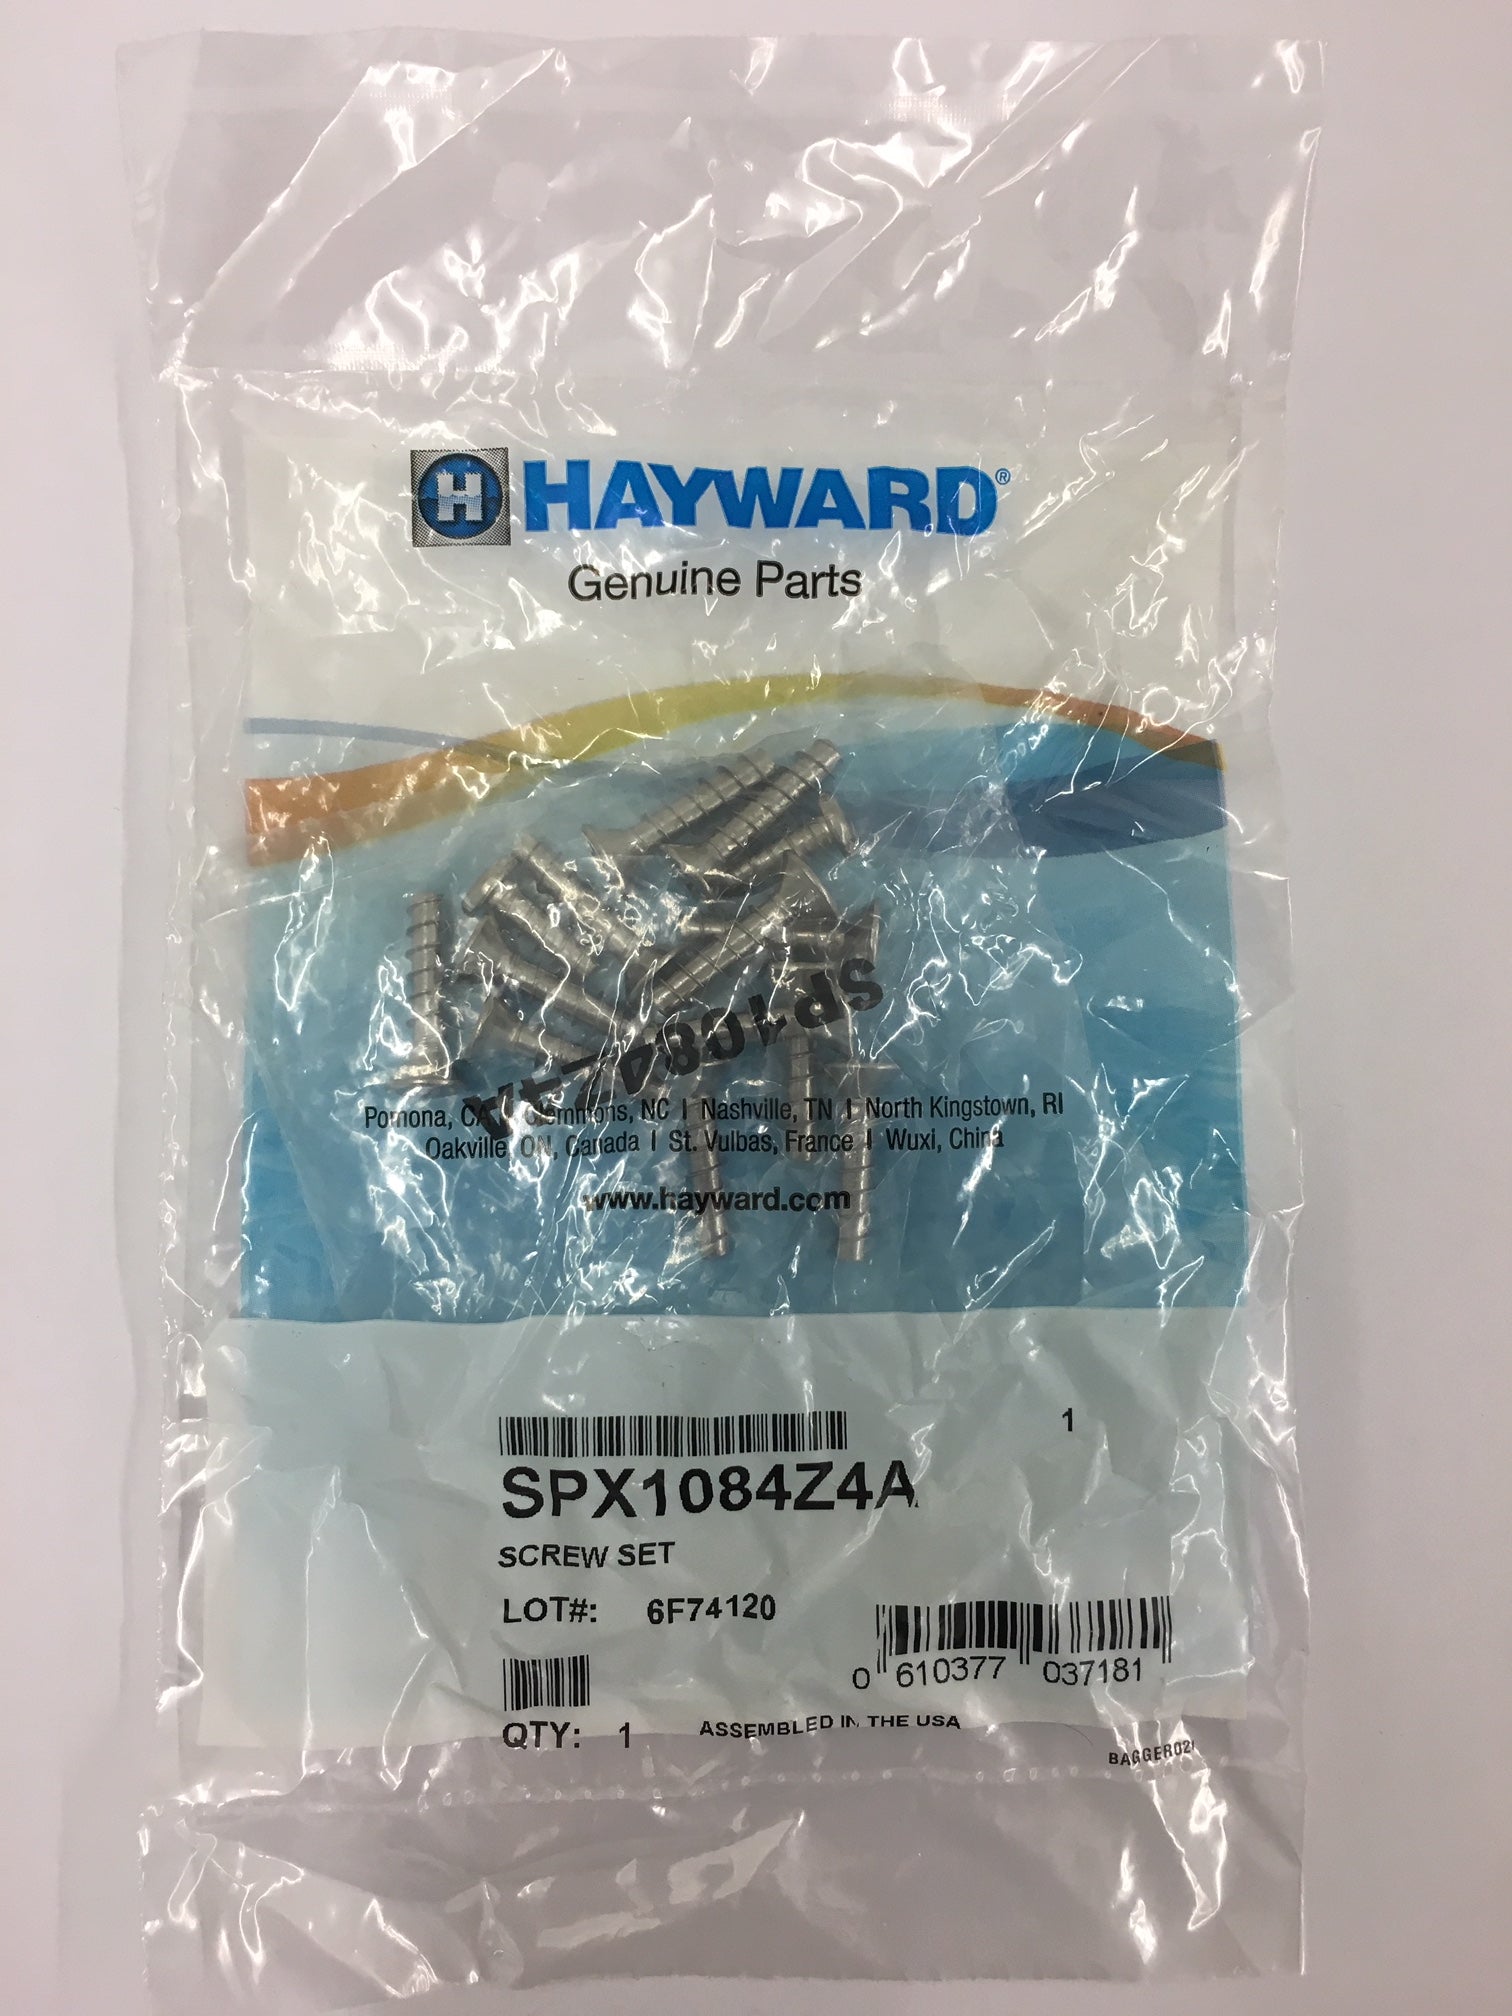 H HAYWARD®
Genuine Parts
SP1084Z4A
Pomona, CA I Clemmons, NC I Nashville, TN I North Kingstown, RI
Oakville, ON, Canada I St. Vulbas, France I Wuxi, China
www.hayward.com
1
SPX1084Z4A
SCREW SET
LOT#: 6F74120
0 610377 037181
QTY: 1 ASSEMBLED IN THE USA